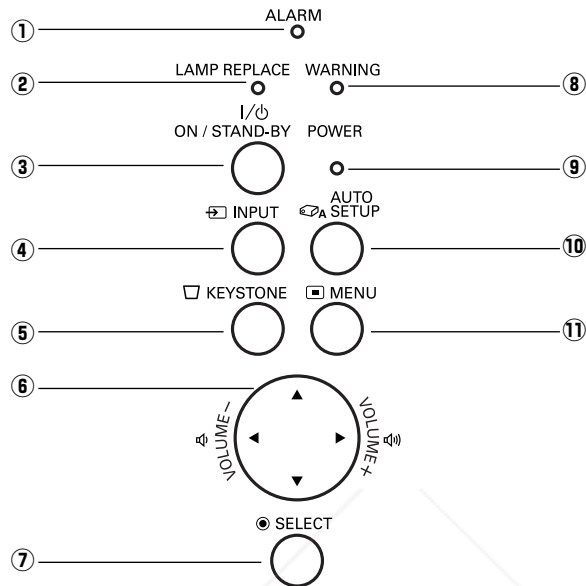 ALARM
①
LAMP REPLACE WARNING
② ⑧
I/⏻
ON / STAND-BY POWER
③ ⑨
INPUT
AUTO
A SETUP
④ ⑩
KEYSTONE MENU
⑤ ⑪
⑥
VOLUME – VOLUME +
SELECT
⑦